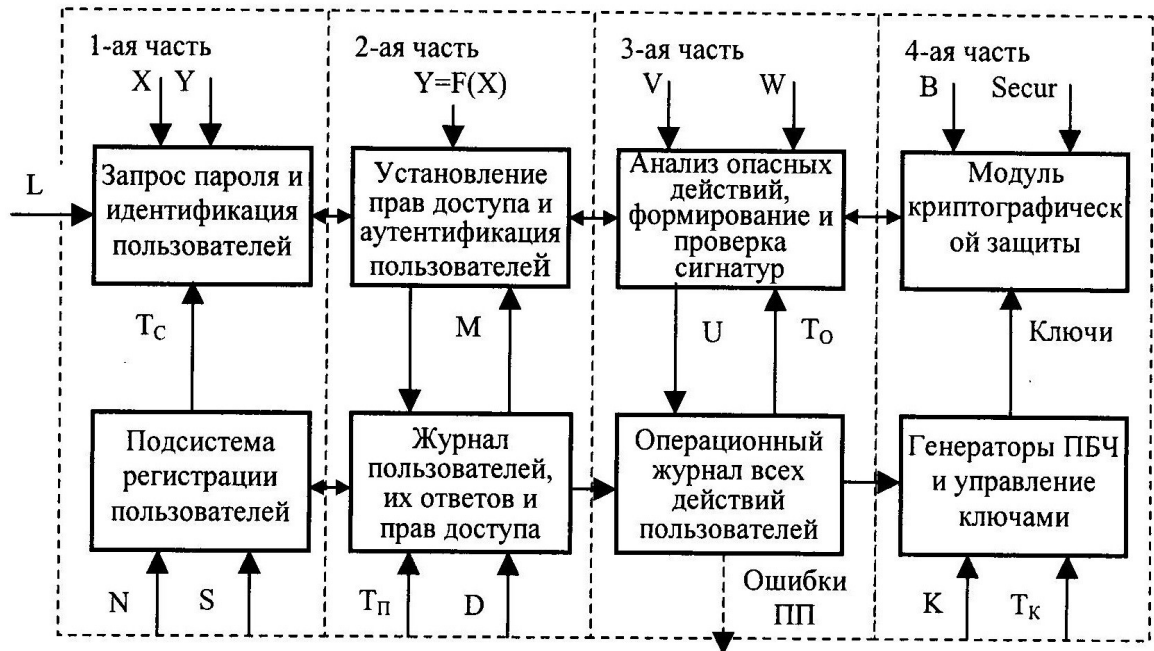 1-ая часть
X Y
L
Запрос пароля и
идентификация
пользователей
T_C
Подсистема
регистрации
пользователей
N S
2-ая часть
Y=F(X)
Установление
прав доступа и
аутентификация
пользователей
M
Журнал
пользователей,
их ответов и
прав доступа
T_П D
3-ая часть
V W
Анализ опасных
действий,
формирование и
проверка
сигнатур
U T_O
Операционный
журнал всех
действий
пользователей
Ошибки
ПП
4-ая часть
B Secur
Модуль
криптографическ
ой защиты
Ключи
Генераторы ПБЧ
и управление
ключами
K T_K